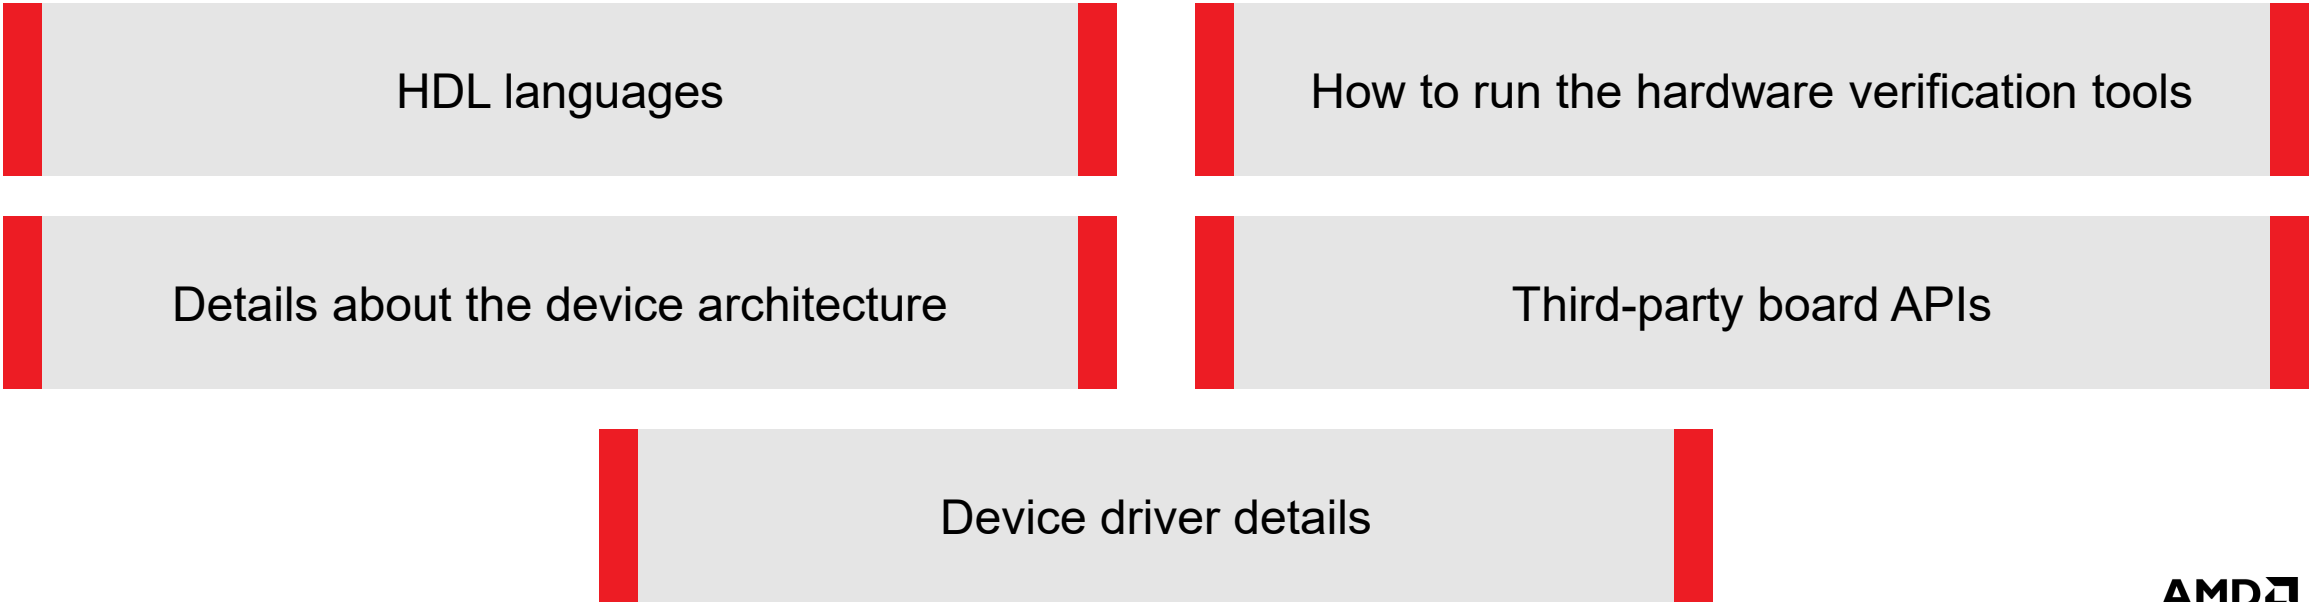 HDL languages
How to run the hardware verification tools
Details about the device architecture
Third-party board APIs
Device driver details
AMD